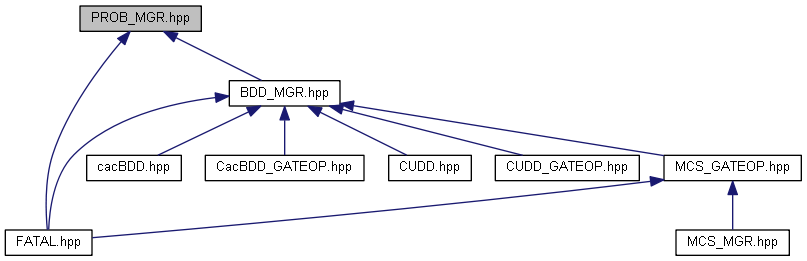 PROB_MGR.hpp
BDD_MGR.hpp
cacBDD.hpp
CacBDD_GATEOP.hpp
CUDD.hpp
CUDD_GATEOP.hpp
MCS_GATEOP.hpp
FATAL.hpp
MCS_MGR.hpp